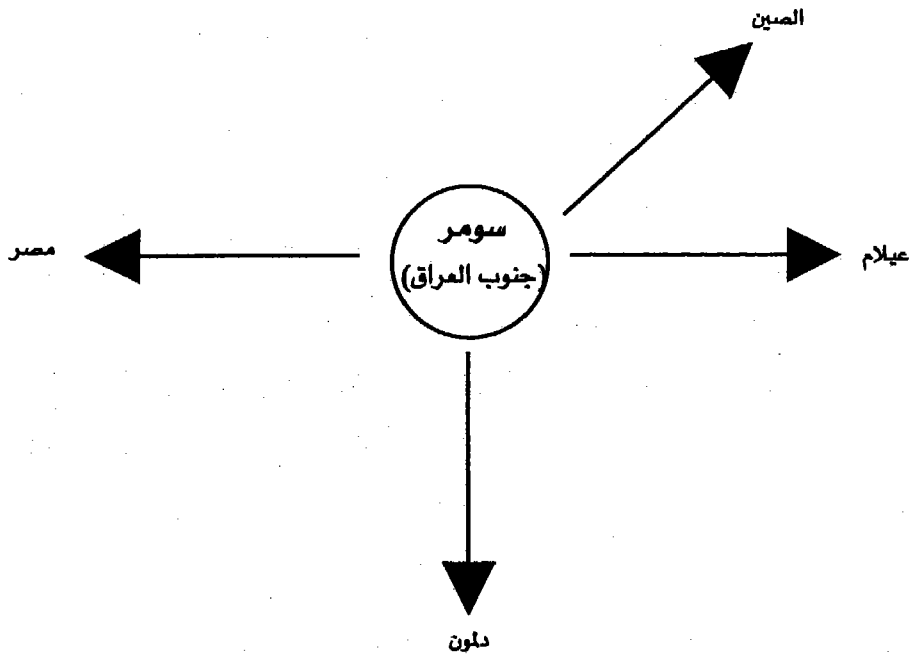 الصين
سومر
(جنوب العراق)
عيلام
مصر
دلمون